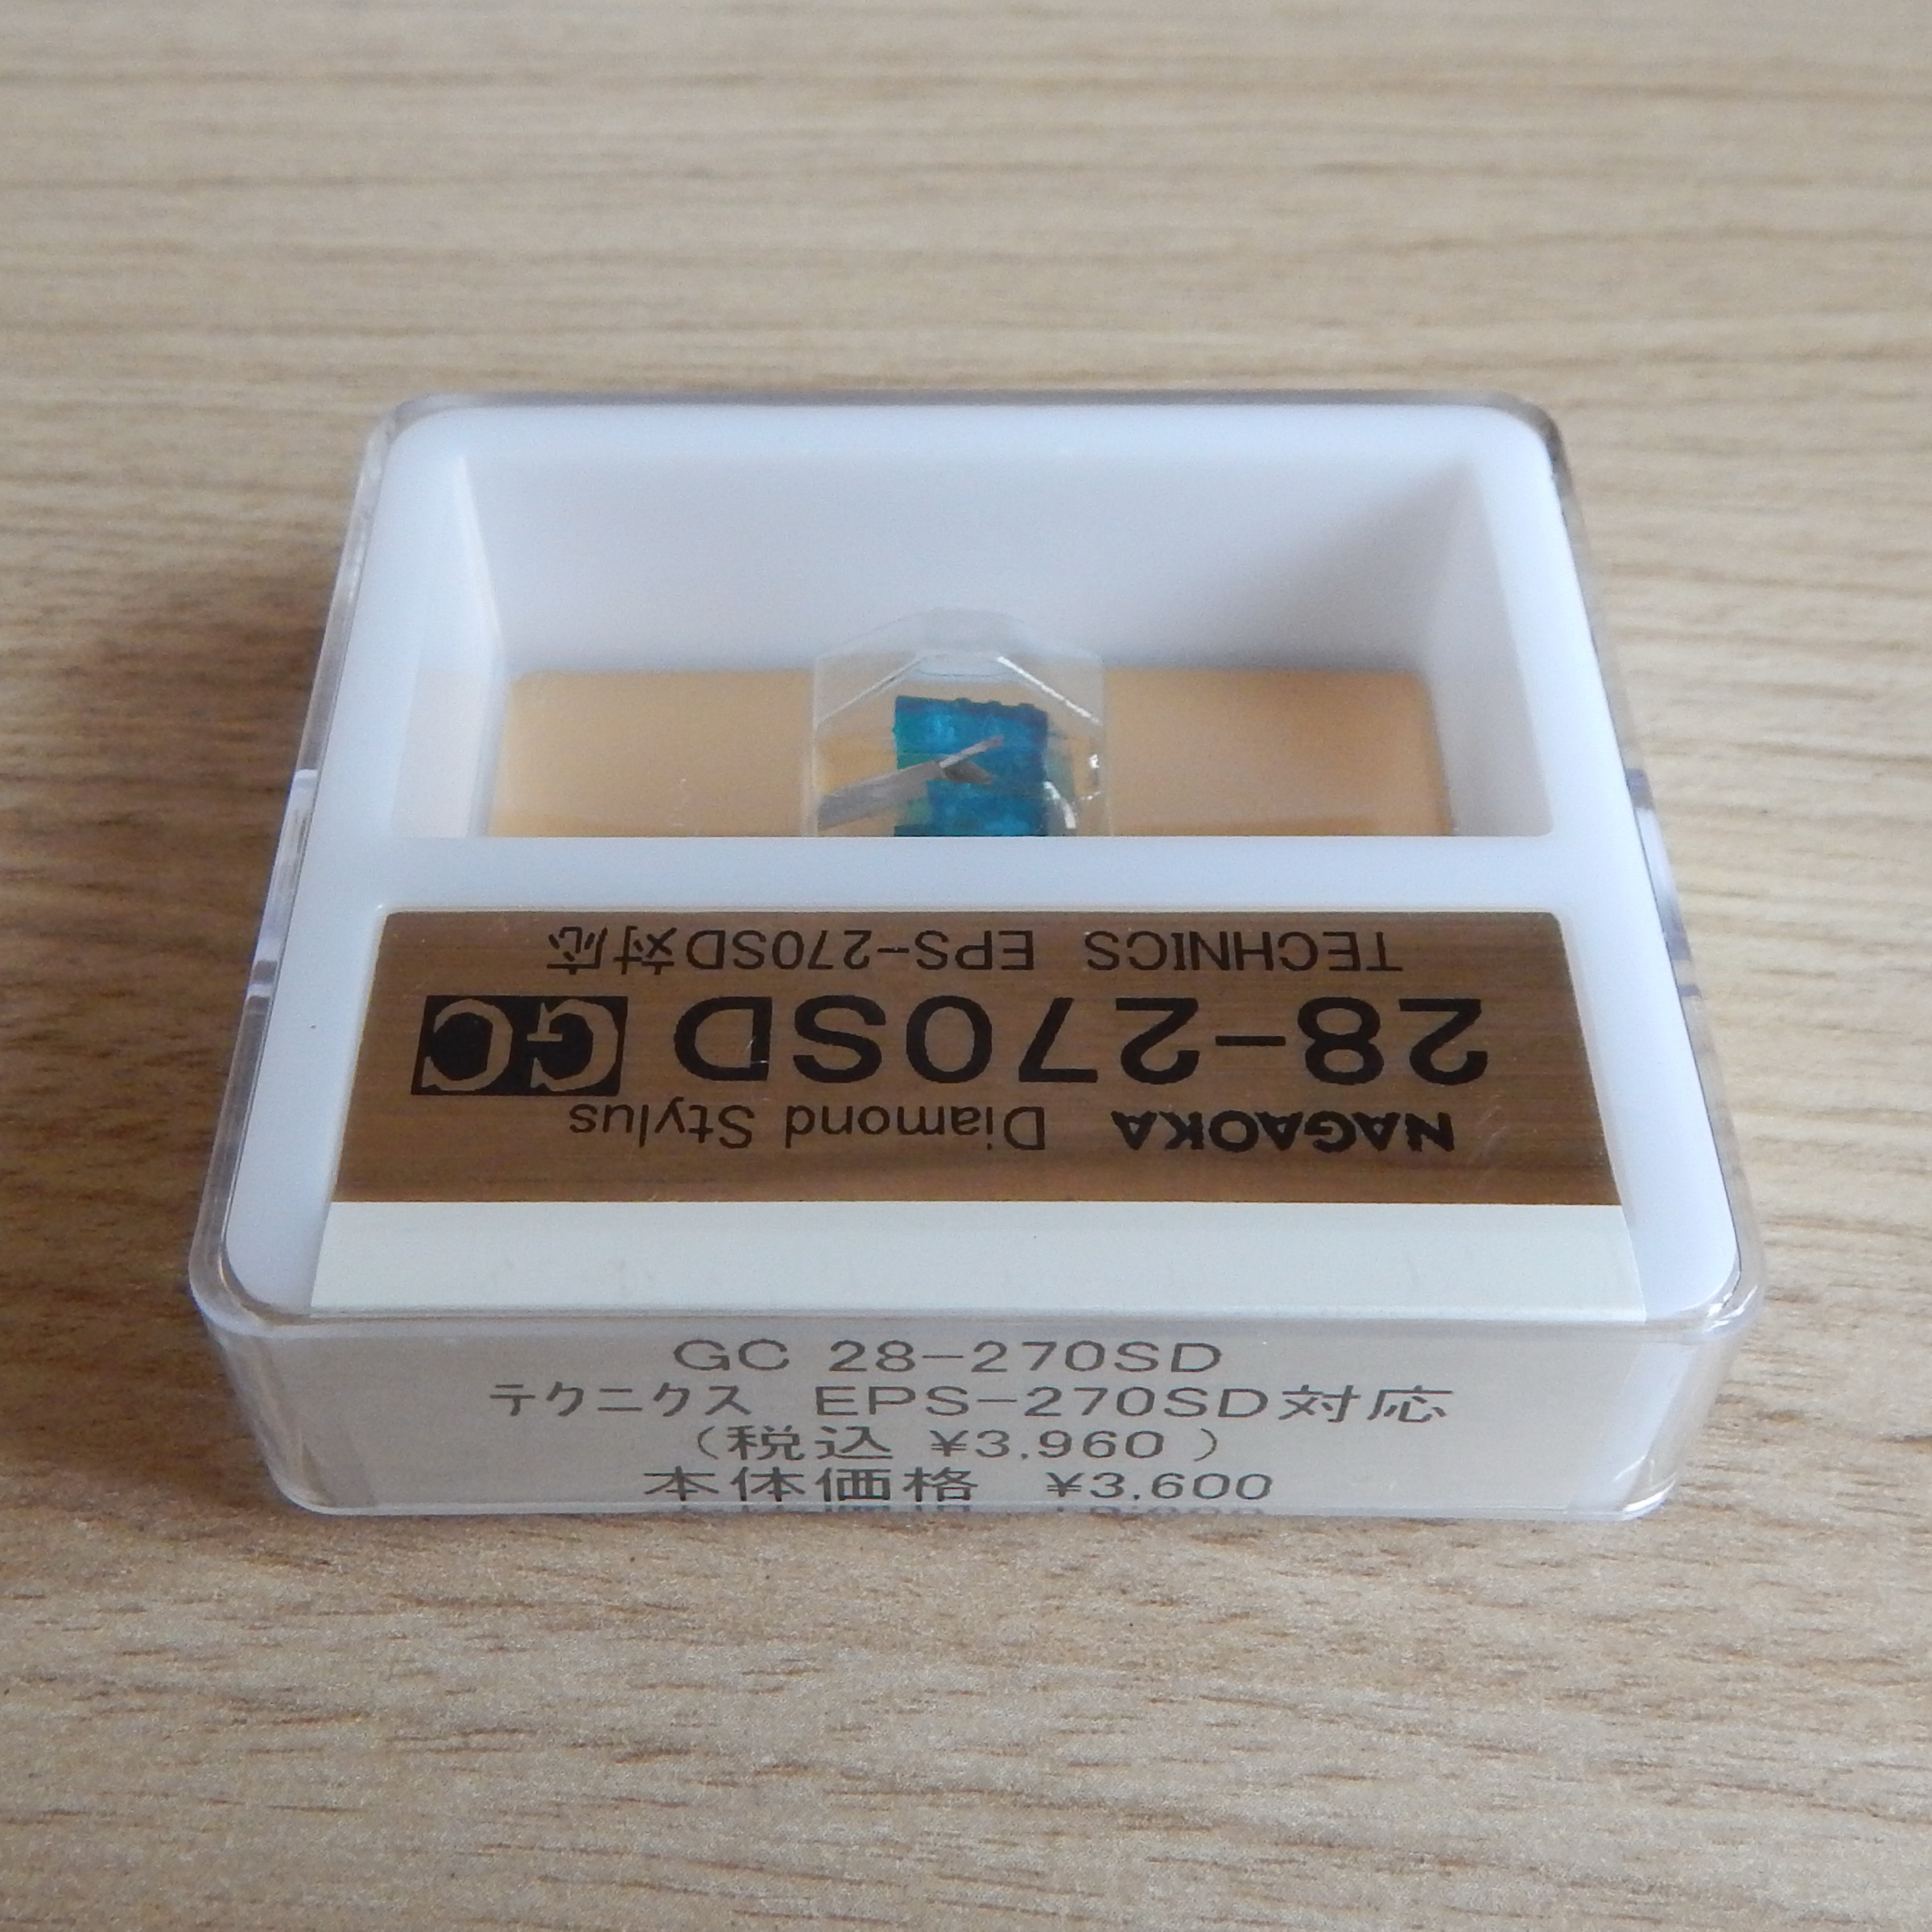 NAGAOKA Diamond Stylus
28-270SD GC
TECHNICS EPS-270SD対応
GC 28-270SD
テクニクス EPS-270SD対応
(税込 ¥3,960 )
本体価格 ¥3,600